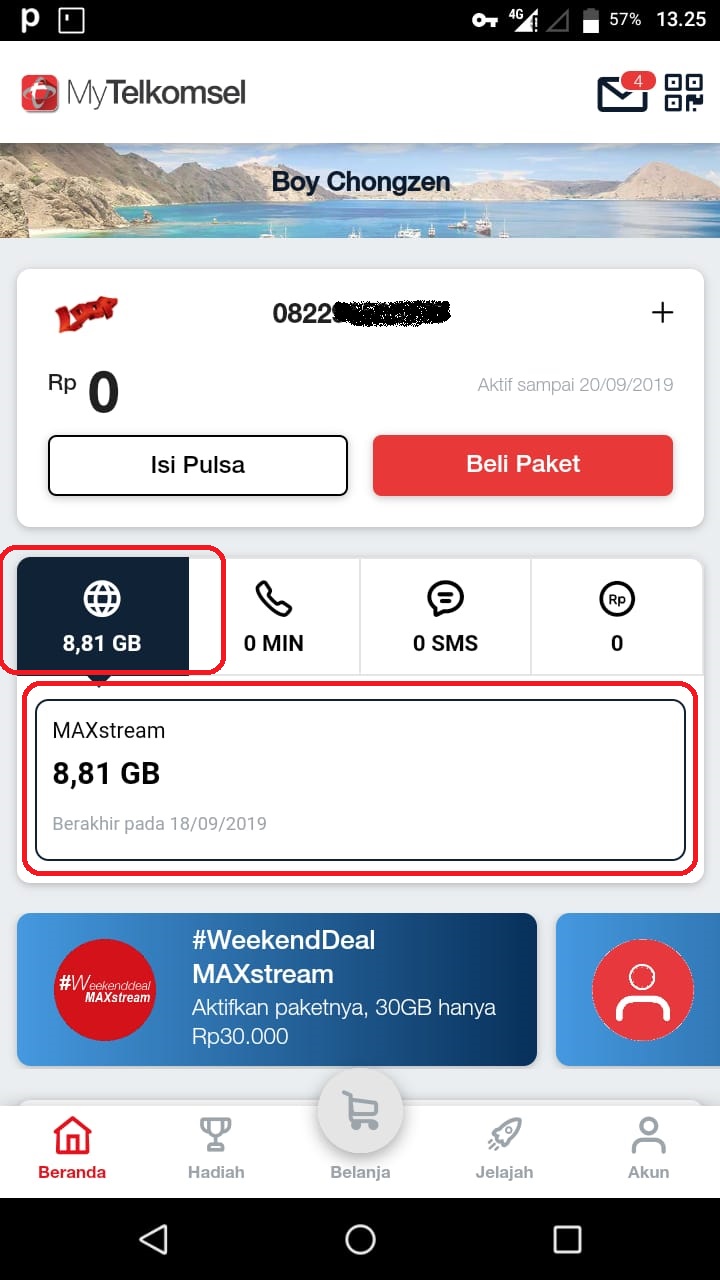 4G
57%
13.25
MyTelkomsel
4
Boy Chongzen
LOOP
0822
Rp 0
Aktif sampai 20/09/2019
Isi Pulsa
Beli Paket
8,81 GB
0 MIN
0 SMS
Rp
0
MAXstream
8,81 GB
Berakhir pada 18/09/2019
#Weekenddeal
MAXstream
#WeekendDeal
MAXstream
Aktifkan paketnya, 30GB hanya
Rp30.000
Beranda
Hadiah
Belanja
Jelajah
Akun